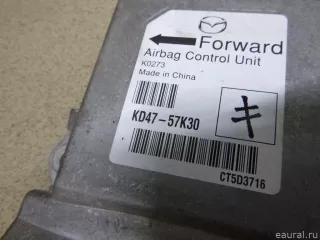 Forward
Airbag Control Unit
K0273
Made in China
KD47-57K30
キ
CT5D3716
© eaural.ru